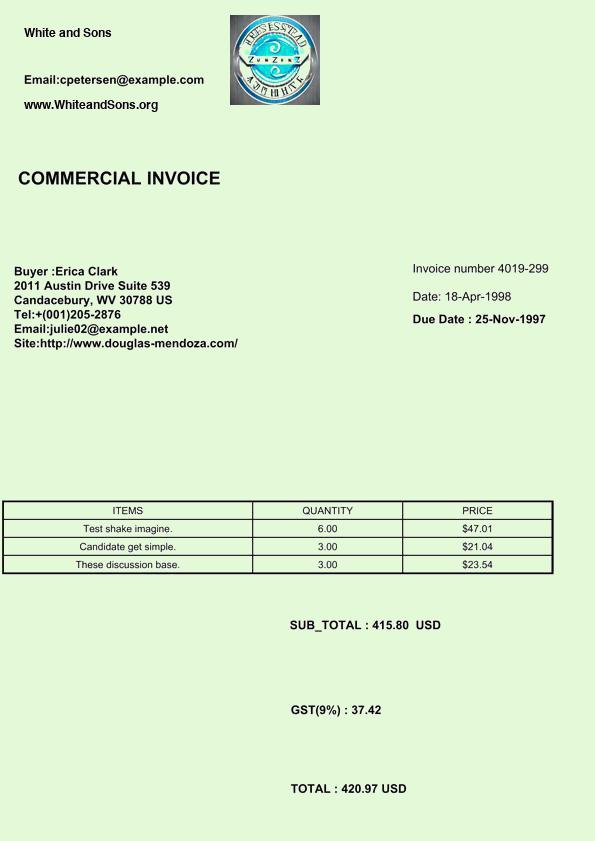 White and Sons
Email:cpetersen@example.com
www.WhiteandSons.org
COMMERCIAL INVOICE
Buyer :Erica Clark
2011 Austin Drive Suite 539
Candacebury, WV 30788 US
Tel:+(001)205-2876
Email:julie02@example.net
Site:http://www.douglas-mendoza.com/
Invoice number 4019-299
Date: 18-Apr-1998
Due Date : 25-Nov-1997
ITEMS QUANTITY PRICE
Test shake imagine. 6.00 $47.01
Candidate get simple. 3.00 $21.04
These discussion base. 3.00 $23.54
SUB_TOTAL : 415.80 USD
GST(9%) : 37.42
TOTAL : 420.97 USD